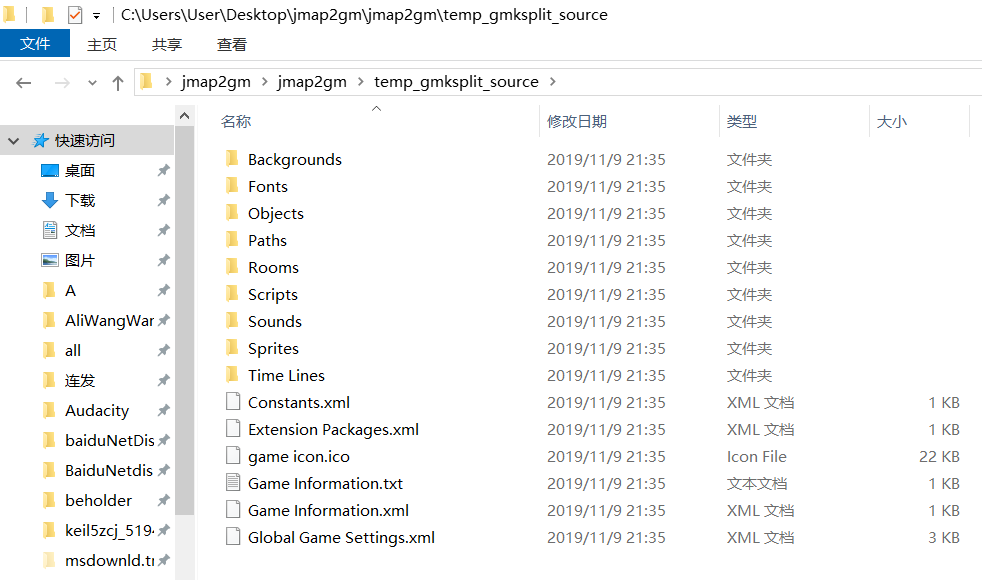 C:\Users\User\Desktop\jmap2gm\jmap2gm\temp_gmksplit_source
文件 主页 共享 查看
jmap2gm jmap2gm temp_gmksplit_source
名称 修改日期 类型 大小
快速访问
桌面
下载
文档
图片
A
AliWangWar
all
连发
Audacity
baiduNetDis
BaiduNetdis
beholder
keil5zcj_519
msdownld.t
Backgrounds 2019/11/9 21:35 文件夹
Fonts 2019/11/9 21:35 文件夹
Objects 2019/11/9 21:35 文件夹
Paths 2019/11/9 21:35 文件夹
Rooms 2019/11/9 21:35 文件夹
Scripts 2019/11/9 21:35 文件夹
Sounds 2019/11/9 21:35 文件夹
Sprites 2019/11/9 21:35 文件夹
Time Lines 2019/11/9 21:35 文件夹
Constants.xml 2019/11/9 21:35 XML 文档 1 KB
Extension Packages.xml 2019/11/9 21:35 XML 文档 1 KB
game icon.ico 2019/11/9 21:35 Icon File 22 KB
Game Information.txt 2019/11/9 21:35 文本文档 1 KB
Game Information.xml 2019/11/9 21:35 XML 文档 1 KB
Global Game Settings.xml 2019/11/9 21:35 XML 文档 3 KB